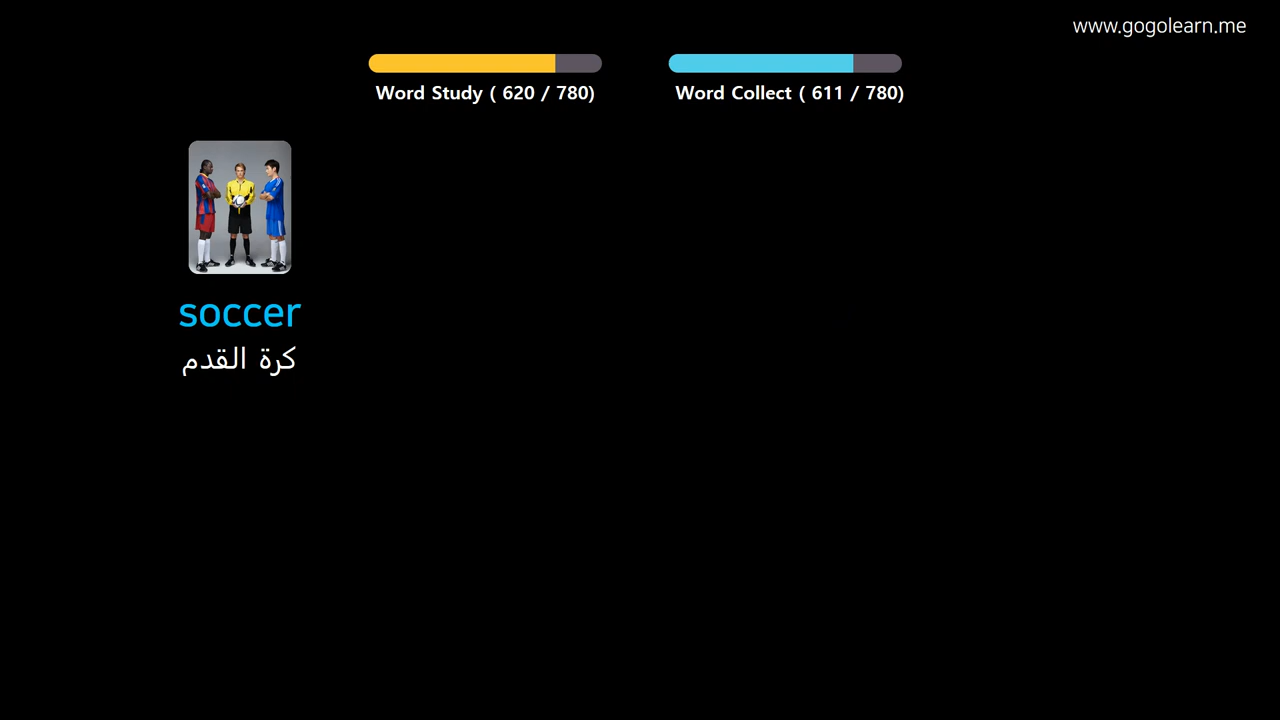 www.gogolearn.me
Word Study ( 620 / 780)
Word Collect ( 611 / 780)
soccer
كرة القدم